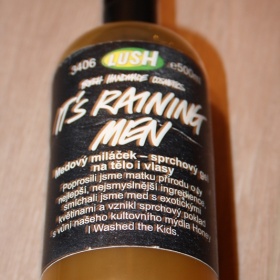 3406 LUSH ℮500ml
FRESH HANDMADE COSMETICS
IT'S RAINING
MEN
Medový miláček – sprchový gel
na tělo i vlasy
Poprosili jsme matku přírodu o ty
nejlepší, nejsmyslnější ingredience,
smíchali jsme med s exotickými
květinami a vznikl sprchový poklad
s vůní našeho kultovního mýdla Honey
I Washed the Kids.